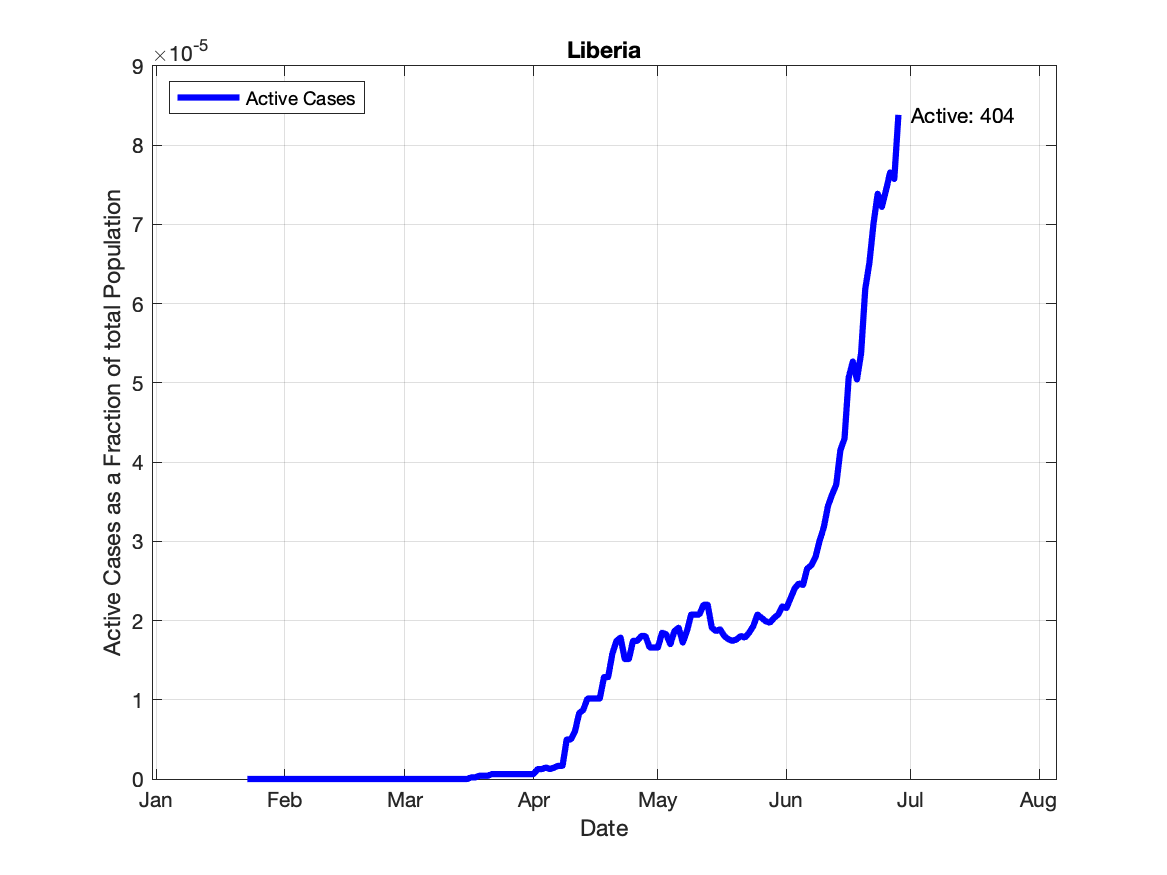 Liberia
×10-5
Active Cases
Active: 404
9
8
7
6
5
4
3
2
1
0
Active Cases as a Fraction of total Population
Jan Feb Mar Apr May Jun Jul Aug
Date